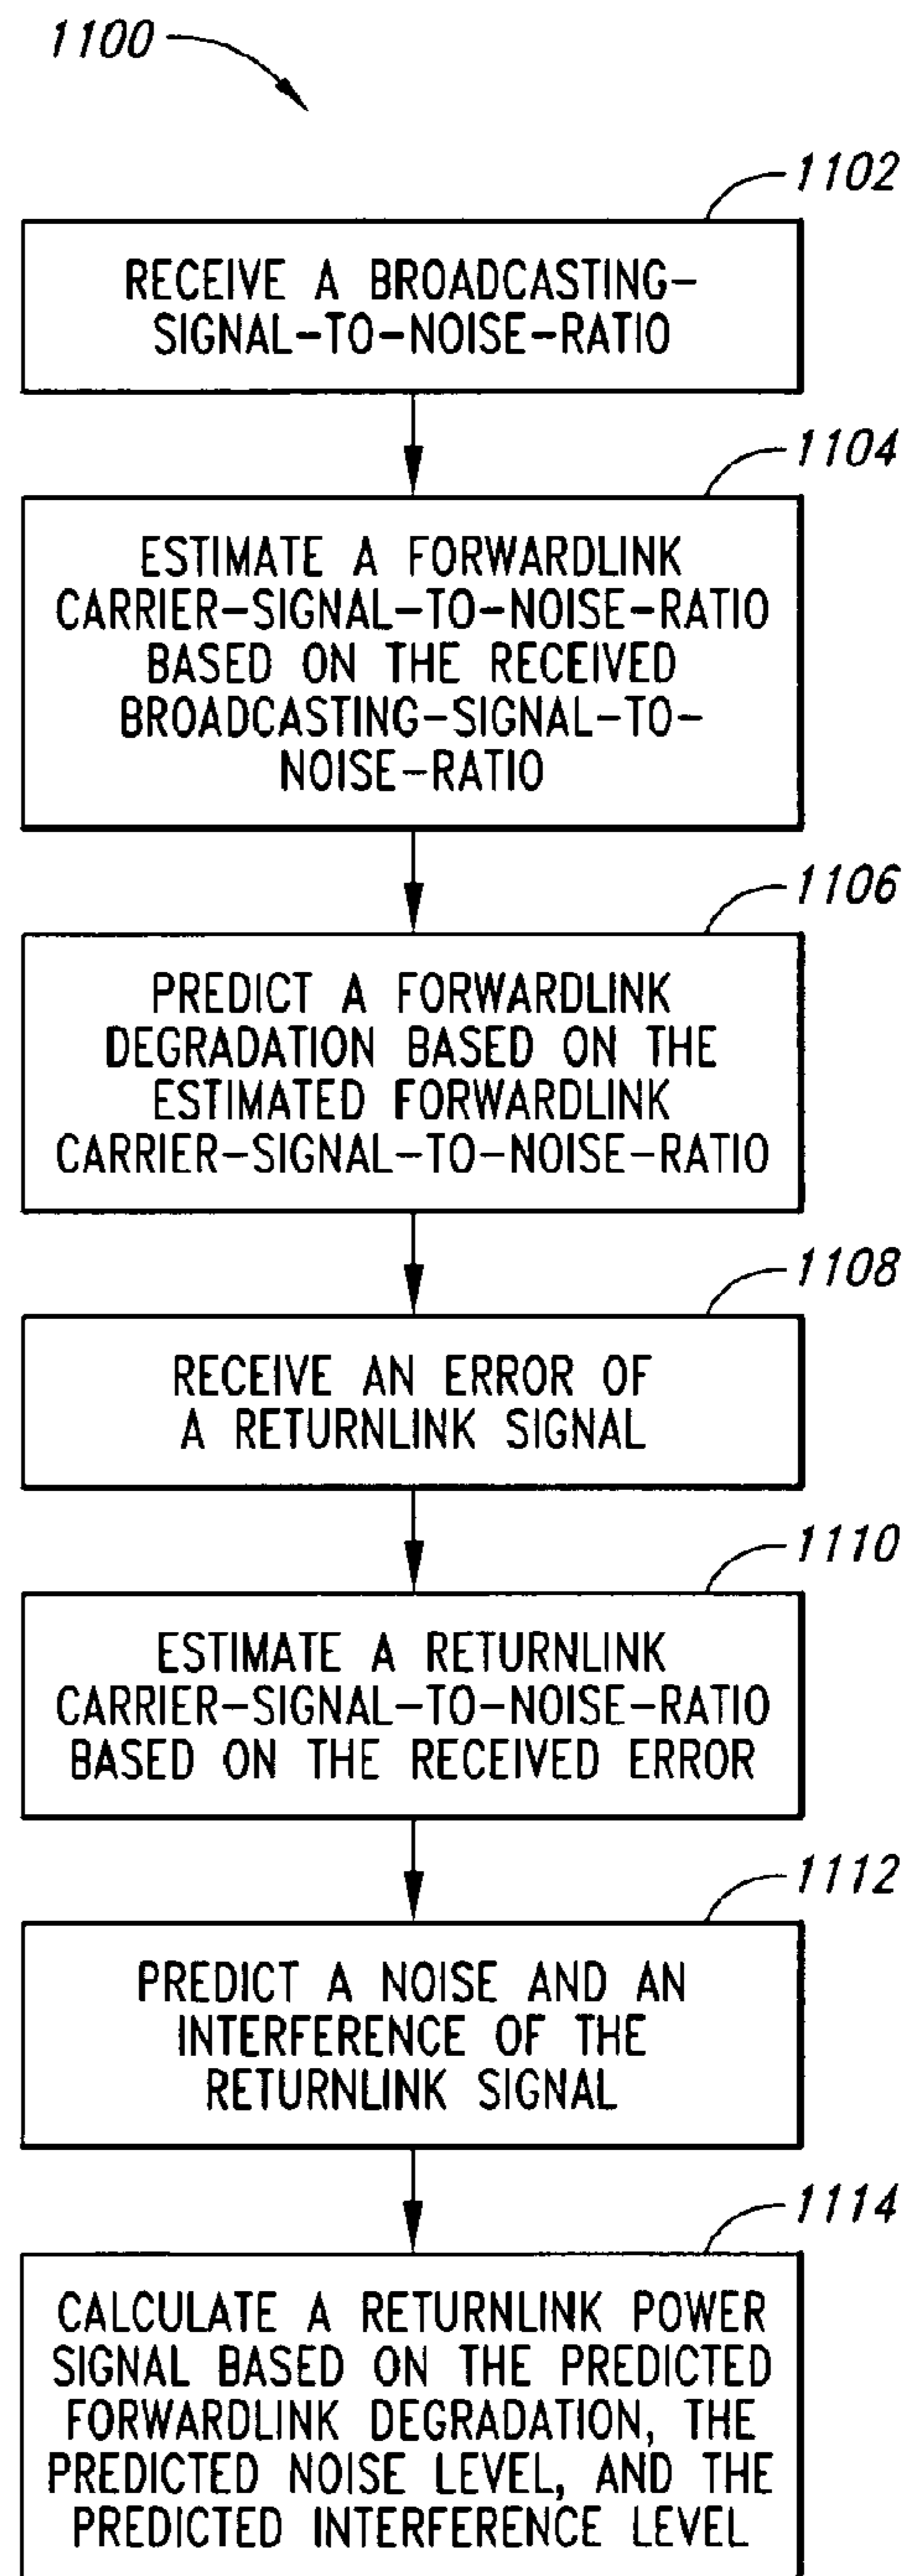 1100
1102
RECEIVE A BROADCASTING-
SIGNAL-TO-NOISE-RATIO
1104
ESTIMATE A FORWARDLINK
CARRIER-SIGNAL-TO-NOISE-RATIO
BASED ON THE RECEIVED
BROADCASTING-SIGNAL-TO-
NOISE-RATIO
1106
PREDICT A FORWARDLINK
DEGRADATION BASED ON THE
ESTIMATED FORWARDLINK
CARRIER-SIGNAL-TO-NOISE-RATIO
1108
RECEIVE AN ERROR OF
A RETURNLINK SIGNAL
1110
ESTIMATE A RETURNLINK
CARRIER-SIGNAL-TO-NOISE-RATIO
BASED ON THE RECEIVED ERROR
1112
PREDICT A NOISE AND AN
INTERFERENCE OF THE
RETURNLINK SIGNAL
1114
CALCULATE A RETURNLINK POWER
SIGNAL BASED ON THE PREDICTED
FORWARDLINK DEGRADATION, THE
PREDICTED NOISE LEVEL, AND THE
PREDICTED INTERFERENCE LEVEL